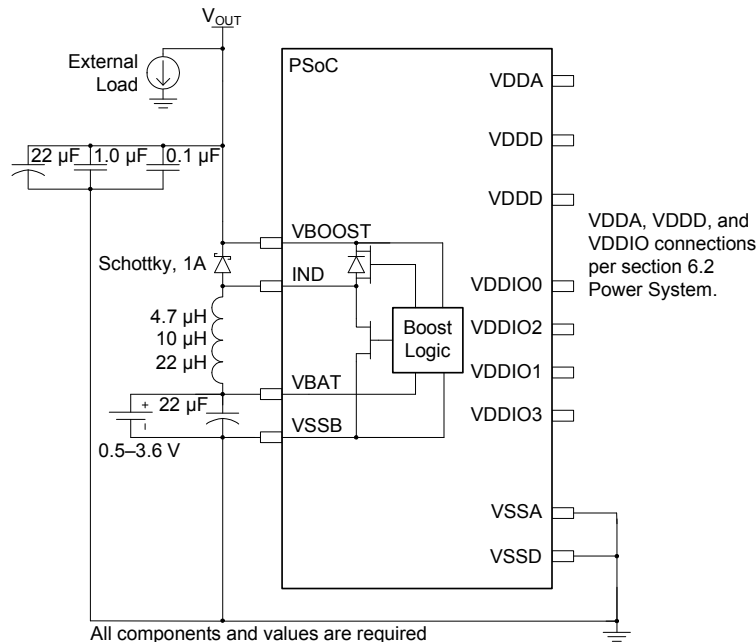 VOUT
External
Load
PSoC
VDDA
VDDD
VDDD
22 µF
1.0 µF
0.1 µF
VDDA, VDDD, and
VDDIO connections
per section 6.2
Power System.
VBOOST
Schottky, 1A
IND
VDDIO0
4.7 µH
10 µH
22 µH
Boost
Logic
VDDIO2
VDDIO1
VBAT
22 µF
+
VDDIO3
VSSB
0.5–3.6 V
VSSA
VSSD
All components and values are required